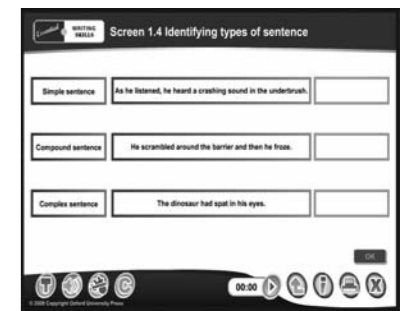 WRITING
SKILLS
Screen 1.4 Identifying types of sentence
Simple sentence
As he listened, he heard a crashing sound in the underbrush.
Compound sentence
He scrambled around the barrier and then he froze.
Complex sentence
The dinosaur had spat in his eyes.
OK
T
C
00:00
i
X
© 2009 Copyright Oxford University Press